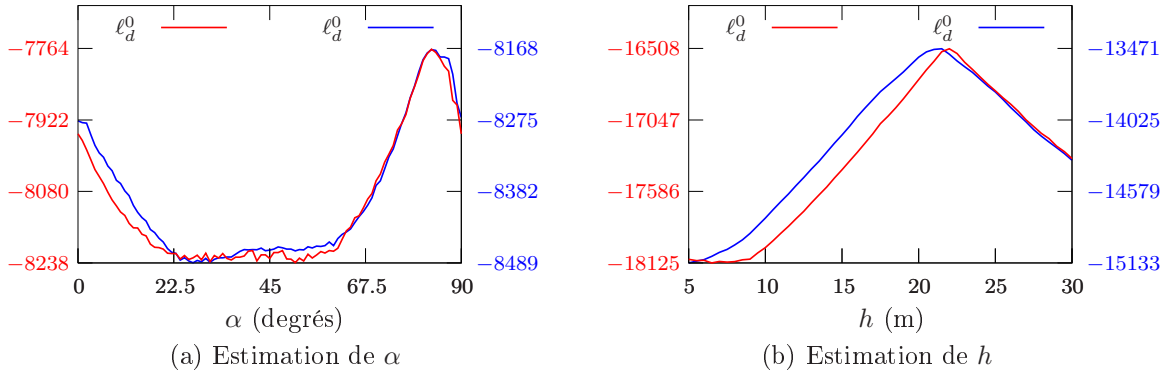 ℓ_d^0 ℓ_d^0
−7764 −8168
−7922 −8275
−8080 −8382
−8238 −8489
0 22.5 45 67.5 90
α (degrés)
(a) Estimation de α
ℓ_d^0 ℓ_d^0
−16508 −13471
−17047 −14025
−17586 −14579
−18125 −15133
5 10 15 20 25 30
h (m)
(b) Estimation de h